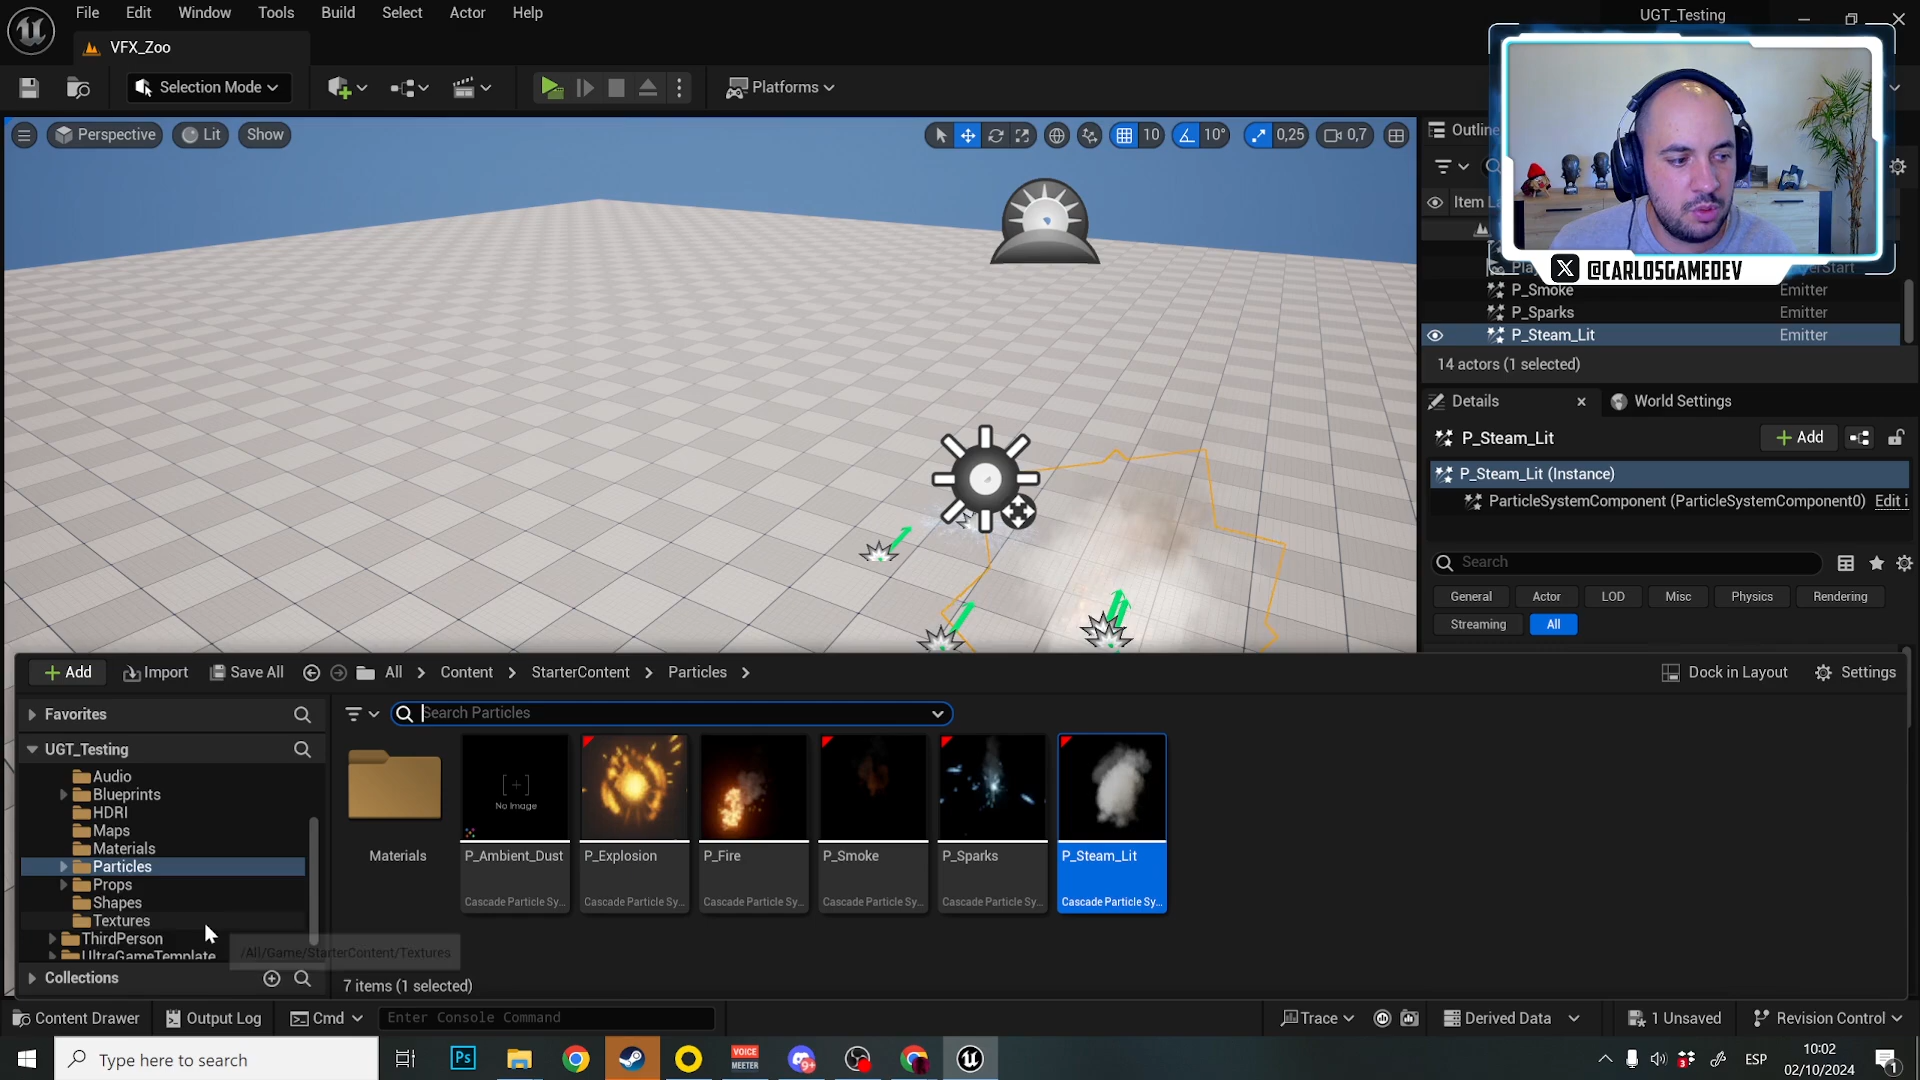 File Edit Window Tools Build Select Actor Help
UGT_Testing
VFX_Zoo
Selection Mode
Platforms
Perspective Lit Show
10 10° 0,25 0,7
Item La
@CARLOSGAMEDEV
P_Smoke Emitter
P_Sparks Emitter
P_Steam_Lit Emitter
14 actors (1 selected)
Details World Settings
P_Steam_Lit
Add
P_Steam_Lit (Instance)
ParticleSystemComponent (ParticleSystemComponent0) Edit i
Search
General Actor LOD Misc Physics Rendering
Streaming All
Add Import Save All All Content StarterContent Particles
Dock in Layout Settings
Favorites
UGT_Testing
Audio
Blueprints
HDRI
Maps
Materials
Particles
Props
Shapes
Textures
ThirdPerson
UltraGameTemplate
/All/Game/StarterContent/Textures
Collections
Search Particles
No Image
Materials
P_Ambient_Dust P_Explosion P_Fire P_Smoke P_Sparks P_Steam_Lit
Cascade Particle Sy... Cascade Particle Sy... Cascade Particle Sy... Cascade Particle Sy... Cascade Particle Sy... Cascade Particle Sy...
7 items (1 selected)
Content Drawer Output Log Cmd Enter Console Command
Trace Derived Data 1 Unsaved Revision Control
Type here to search
Ps
VOICE
MEETER
ESP
10:02
02/10/2024